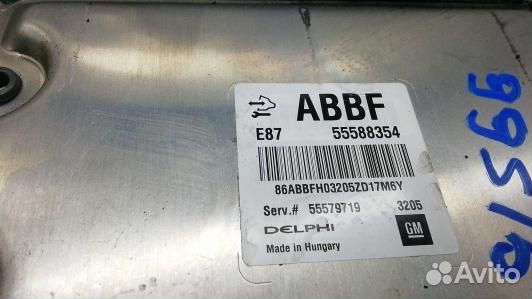 ABBF
E87 55588354
86ABBFH03205ZD17M6Y
Serv.# 55579719 3205
DELPHI GM
Made in Hungary
Avito